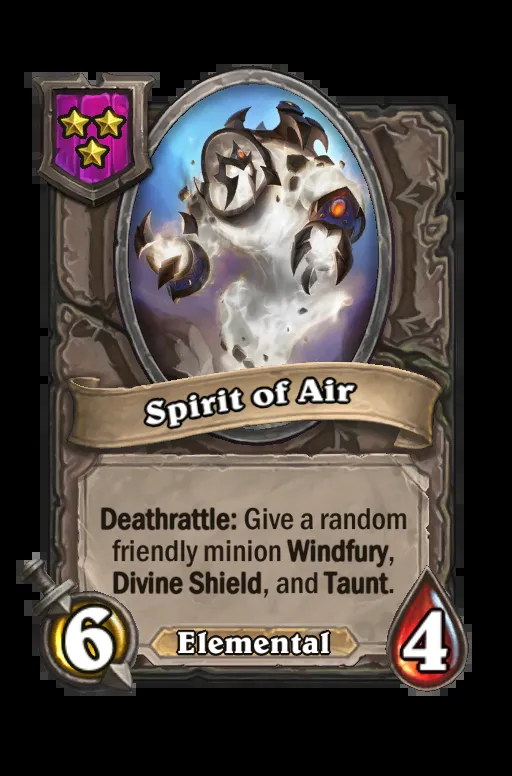 Spirit of Air
Deathrattle: Give a random
friendly minion Windfury,
Divine Shield, and Taunt.
6
Elemental
4